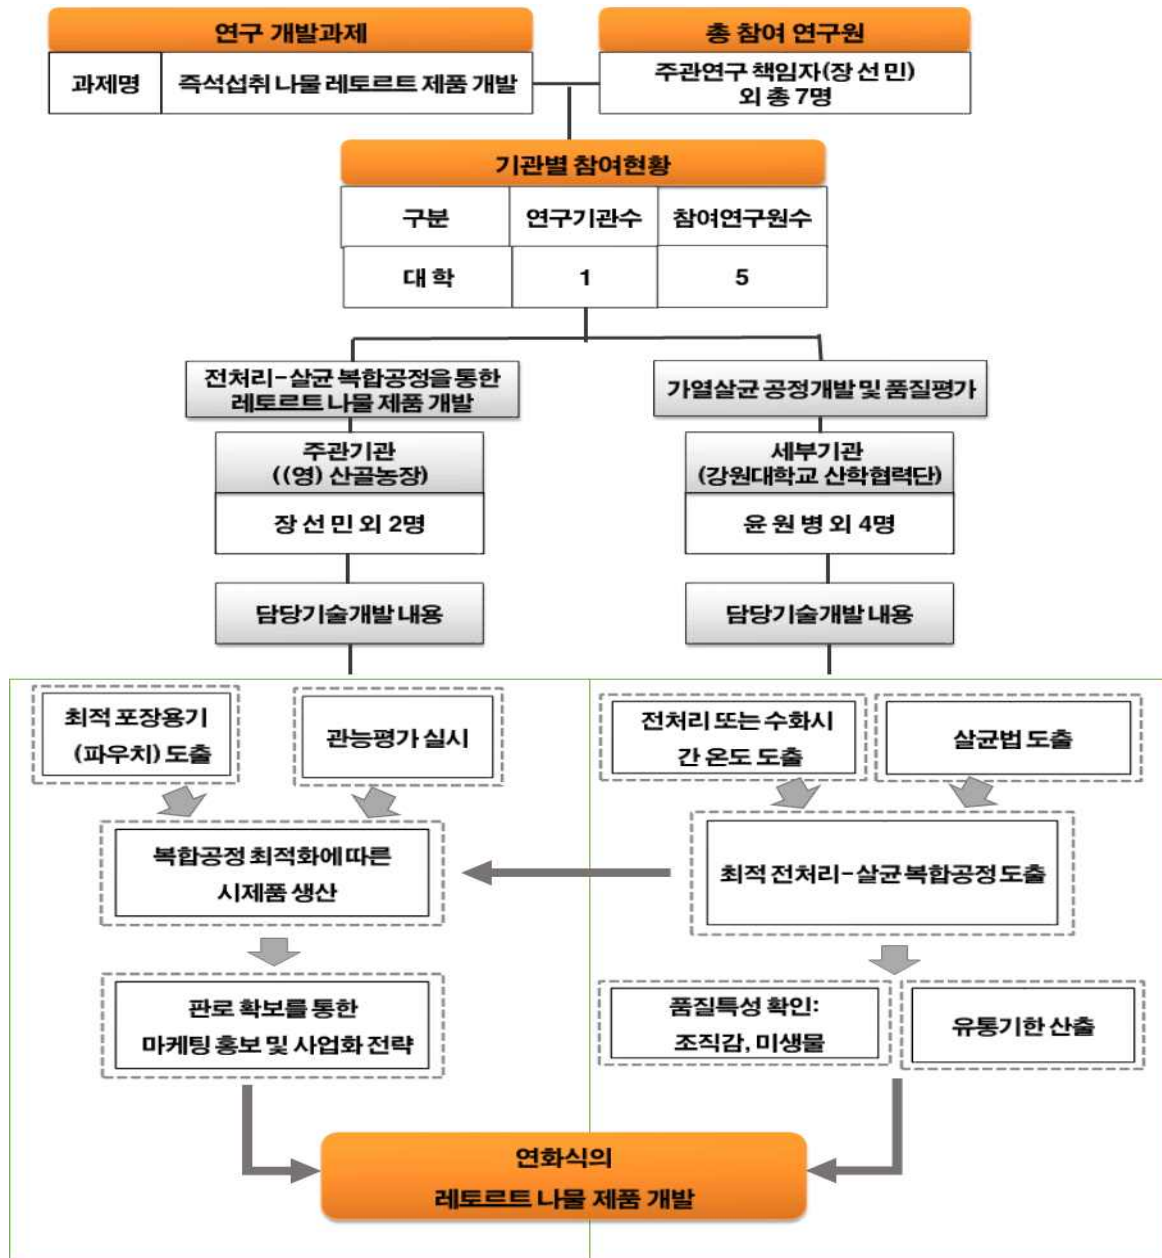 연구 개발과제
총 참여 연구원
과제명
즉석섭취 나물 레토르트 제품 개발
주관연구 책임자(장 선 민)
외 총 7명
기관별 참여현황
구분
연구기관수
참여연구원수
대 학
1
5
전처리-살균 복합공정을 통한
레토르트 나물 제품 개발
가열살균 공정개발 및 품질평가
주관기관
((영) 산골농장)
세부기관
(강원대학교 산학협력단)
장 선 민 외 2명
윤 원 병 외 4명
담당기술개발 내용
담당기술개발 내용
최적 포장용기
(파우치) 도출
관능평가 실시
전처리 또는 수화시
간 온도 도출
살균법 도출
복합공정 최적화에 따른
시제품 생산
최적 전처리-살균 복합공정 도출
판로 확보를 통한
마케팅 홍보 및 사업화 전략
품질특성 확인:
조직감, 미생물
유통기한 산출
연화식의
레토르트 나물 제품 개발